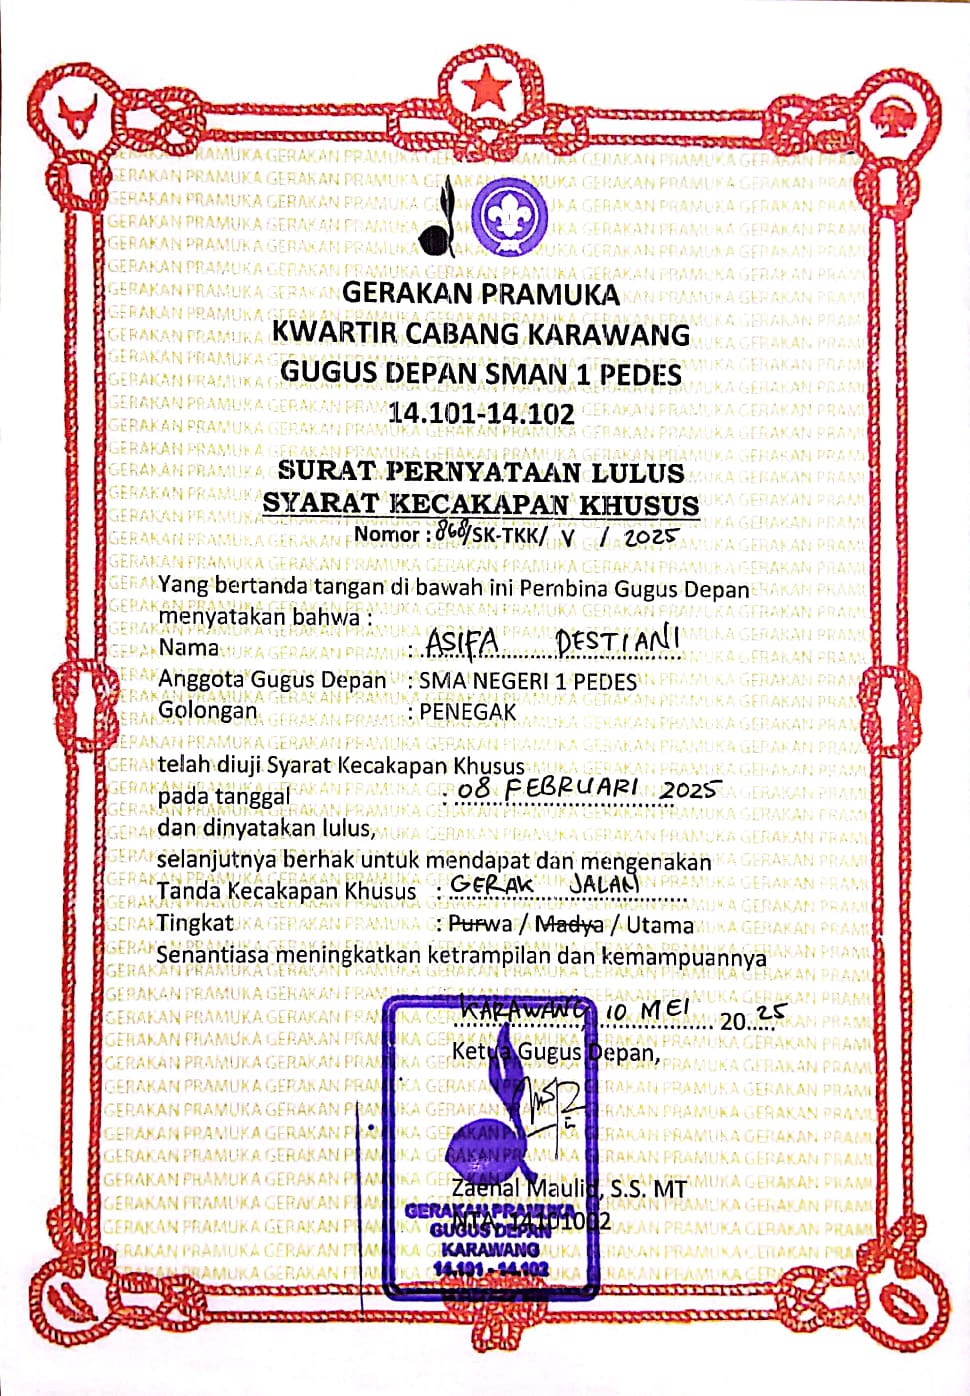 GERAKAN PRAMUKA
KWARTIR CABANG KARAWANG
GUGUS DEPAN SMAN 1 PEDES
14.101-14.102
SURAT PERNYATAAN LULUS
SYARAT KECAKAPAN KHUSUS
Nomor : 868/SK-TKK/ V / 2025
Yang bertanda tangan di bawah ini Pembina Gugus Depan
menyatakan bahwa :
Nama : ASIFA DESTIANI
Anggota Gugus Depan : SMA NEGERI 1 PEDES
Golongan : PENEGAK
telah diuji Syarat Kecakapan Khusus
pada tanggal : 08 FEBRUARI 2025
dan dinyatakan lulus,
selanjutnya berhak untuk mendapat dan mengenakan
Tanda Kecakapan Khusus : GERAK JALAN
Tingkat : Purwa / Madya / Utama
Senantiasa meningkatkan ketrampilan dan kemampuannya
KARAWANG, 10 MEI 2025
Ketua Gugus Depan,
Zaenal Maulid, S.S. MT
NTA 14101002
GERAKAN PRAMUKA
GUGUS DEPAN
KARAWANG
14.101 - 14.102